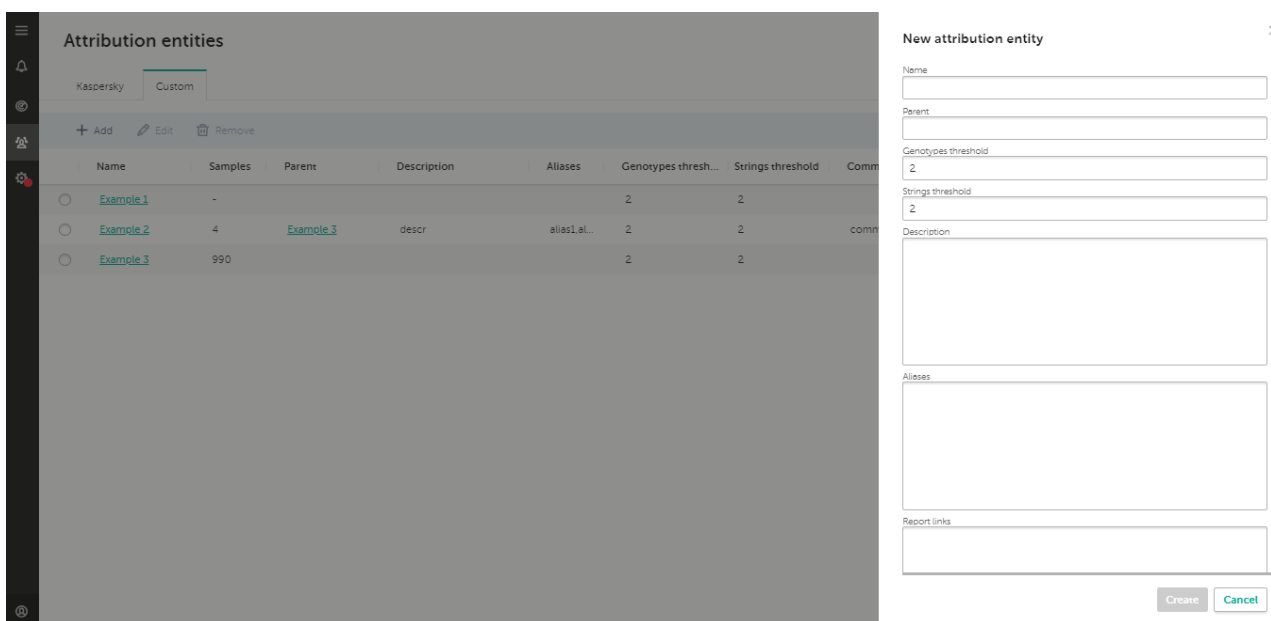 Attribution entities
Kaspersky Custom
Add Edit Remove
Name Samples Parent Description Aliases Genotypes thresh... Strings threshold Comm
Example 1 - 2 2
Example 2 4 Example 3 descr alias1,al... 2 2 comm
Example 3 990 2 2
New attribution entity
Name
Parent
Genotypes threshold
2
Strings threshold
2
Description
Aliases
Report links
Create Cancel